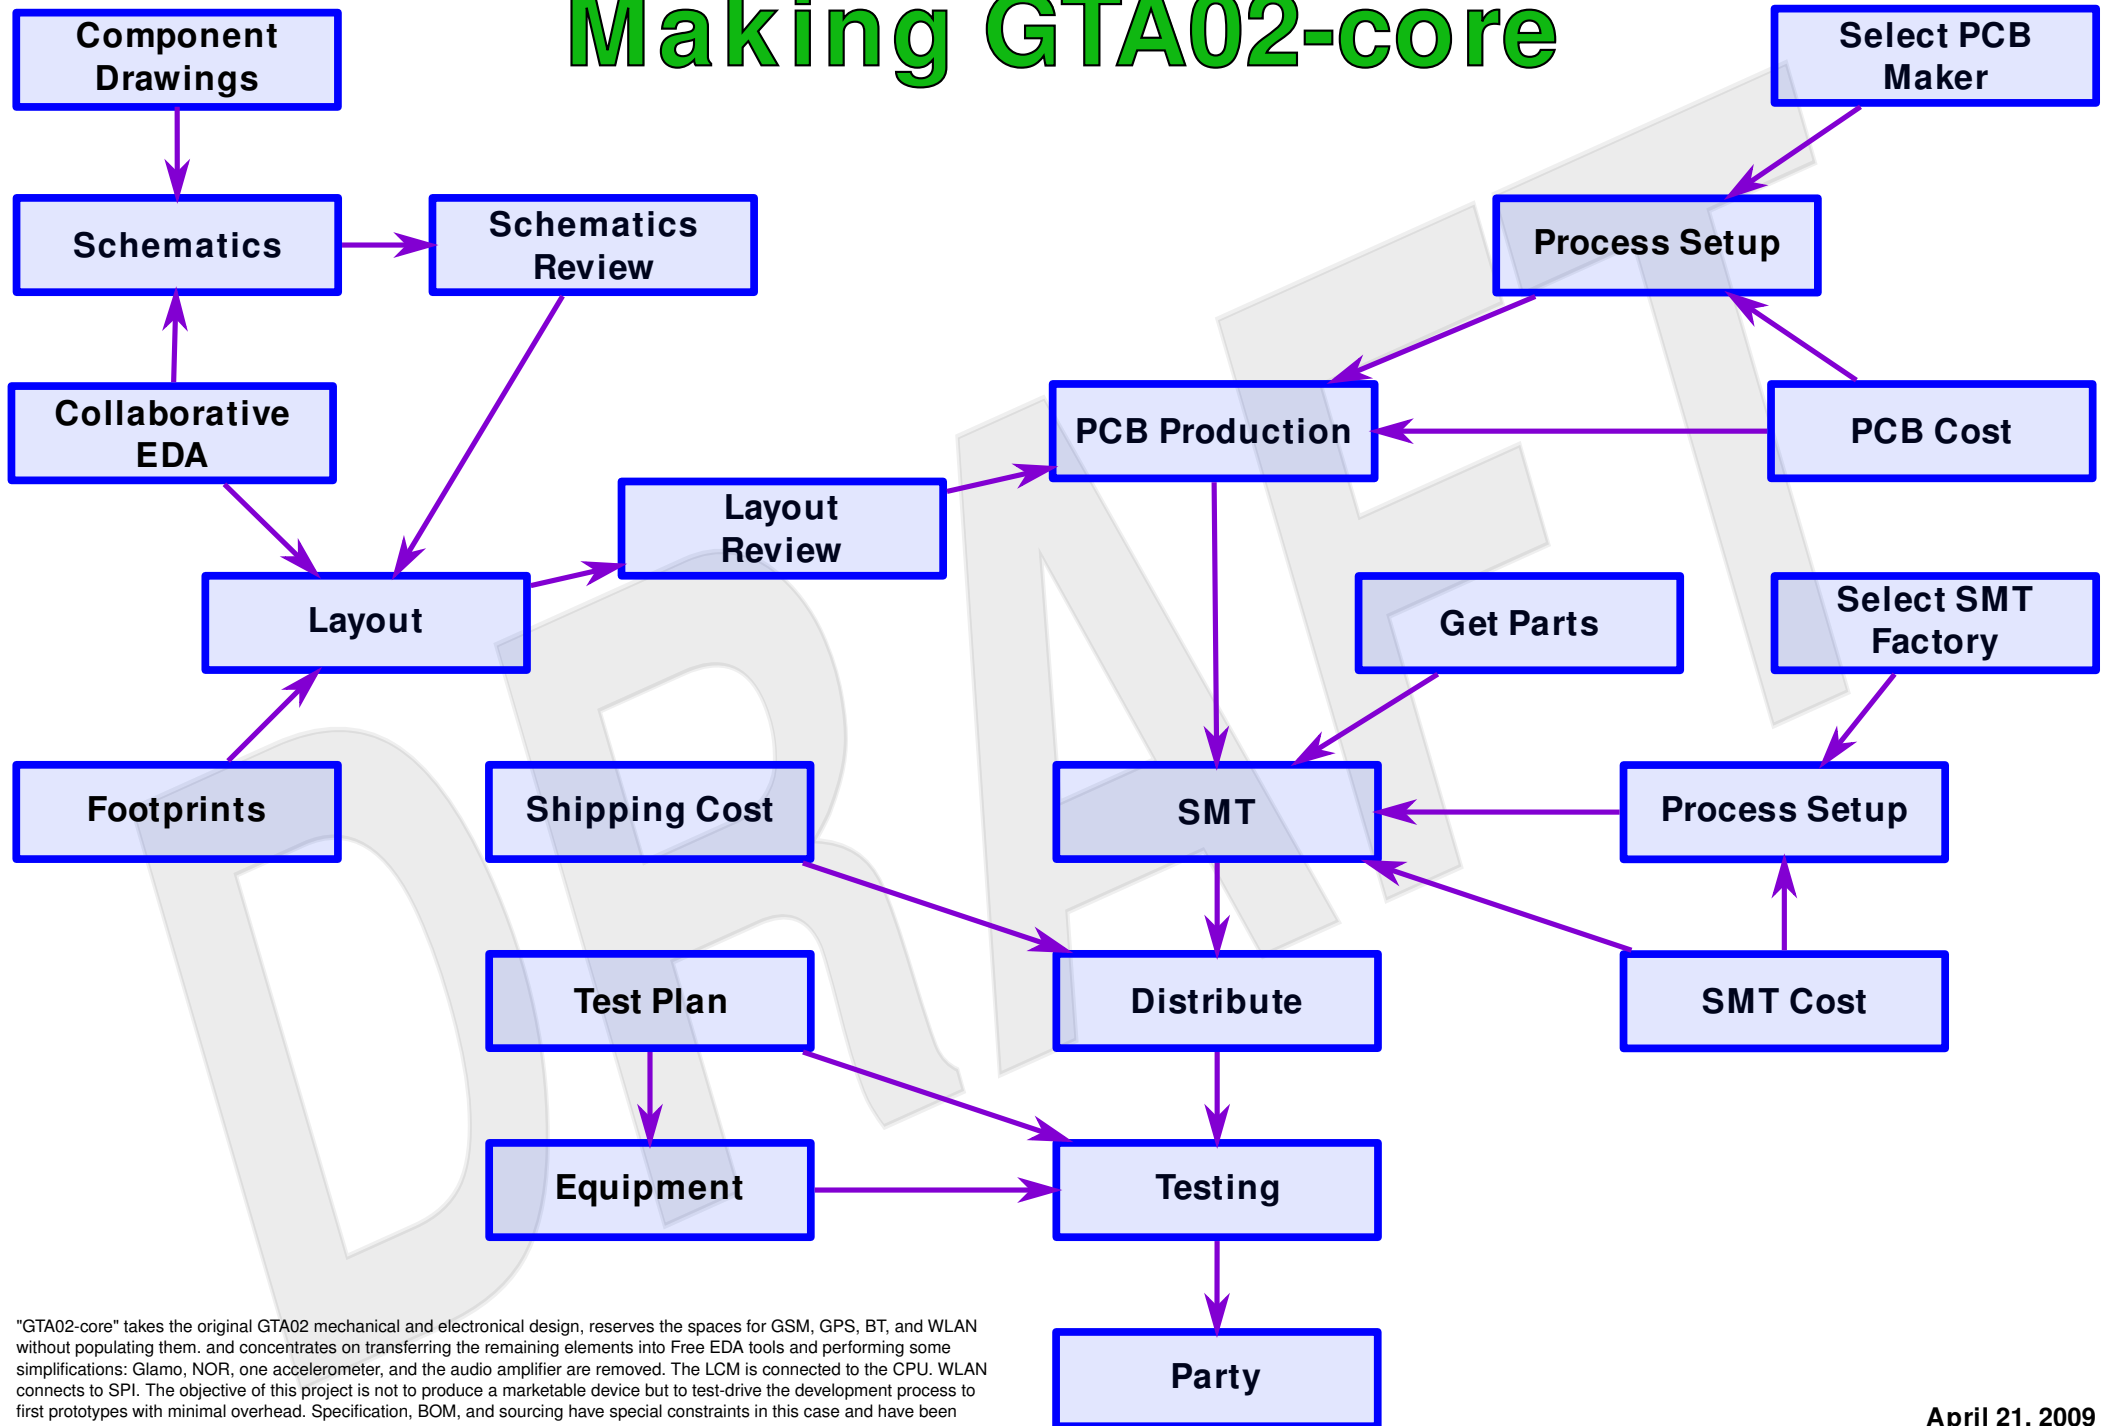 Making GTA02-core
Component
Drawings
Select PCB
Maker
Schematics
Schematics
Review
Process Setup
Collaborative
EDA
PCB Production
PCB Cost
Layout
Review
Layout
Get Parts
Select SMT
Factory
Footprints
Shipping Cost
SMT
Process Setup
Test Plan
Distribute
SMT Cost
Equipment
Testing
Party
DRAFT
"GTA02-core" takes the original GTA02 mechanical and electronical design, reserves the spaces for GSM, GPS, BT, and WLAN
without populating them. and concentrates on transferring the remaining elements into Free EDA tools and performing some
simplifications: Glamo, NOR, one accelerometer, and the audio amplifier are removed. The LCM is connected to the CPU. WLAN
connects to SPI. The objective of this project is not to produce a marketable device but to test-drive the development process to
first prototypes with minimal overhead. Specification, BOM, and sourcing have special constraints in this case and have been
April 21, 2009